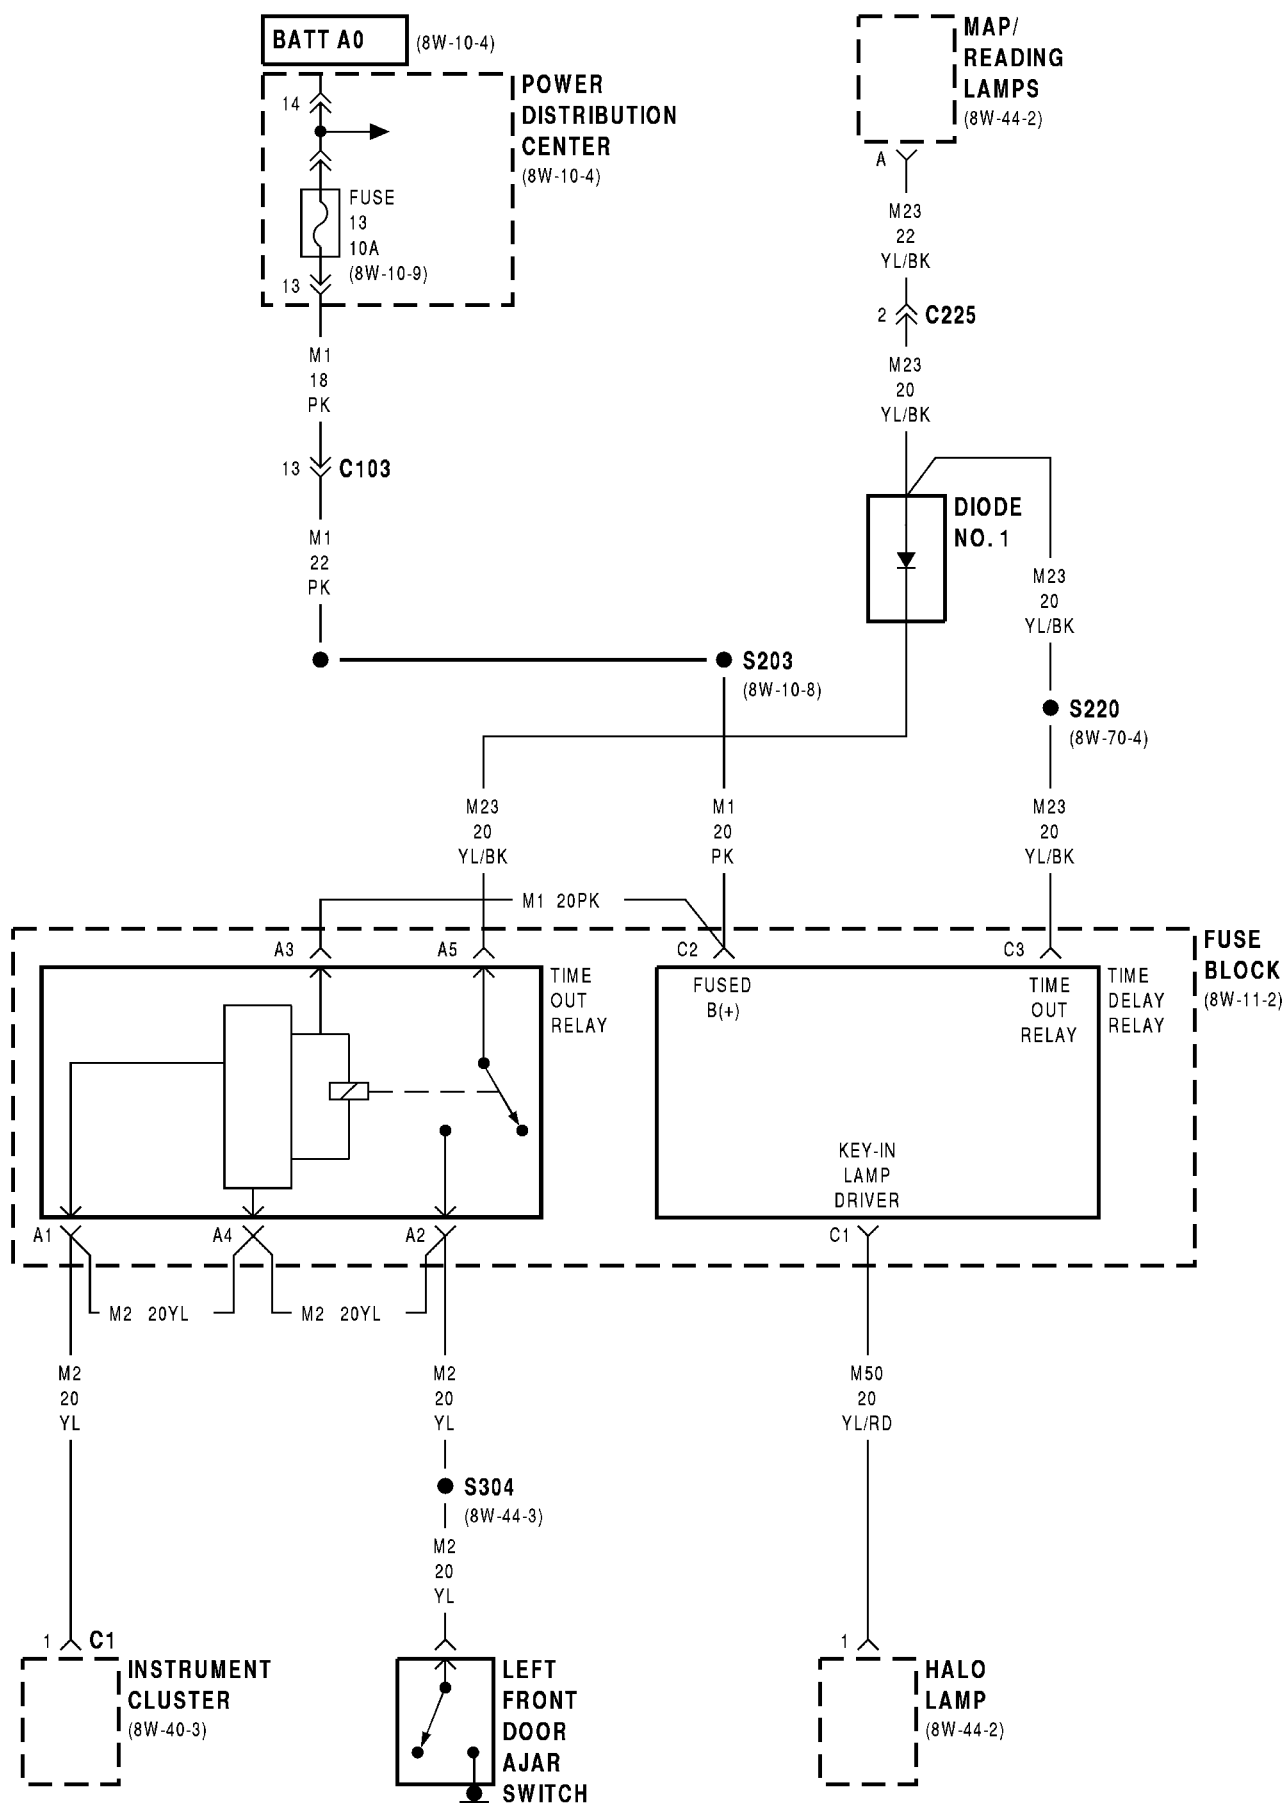 BATT A0
(8W-10-4)
14
POWER
DISTRIBUTION
CENTER
(8W-10-4)
FUSE
13
10A
(8W-10-9)
13
M1
18
PK
13
C103
M1
22
PK
MAP/
READING
LAMPS
(8W-44-2)
A
M23
22
YL/BK
2
C225
M23
20
YL/BK
DIODE
NO. 1
M23
20
YL/BK
S203
(8W-10-8)
S220
(8W-70-4)
M23
20
YL/BK
M1
20
PK
M23
20
YL/BK
M1 20PK
A3
A5
C2
C3
FUSE
BLOCK
(8W-11-2)
TIME
OUT
RELAY
FUSED
B(+)
TIME
OUT
RELAY
TIME
DELAY
RELAY
KEY-IN
LAMP
DRIVER
A1
A4
A2
C1
M2 20YL
M2 20YL
M2
20
YL
M2
20
YL
M50
20
YL/RD
S304
(8W-44-3)
M2
20
YL
1
C1
INSTRUMENT
CLUSTER
(8W-40-3)
LEFT
FRONT
DOOR
AJAR
SWITCH
1
HALO
LAMP
(8W-44-2)